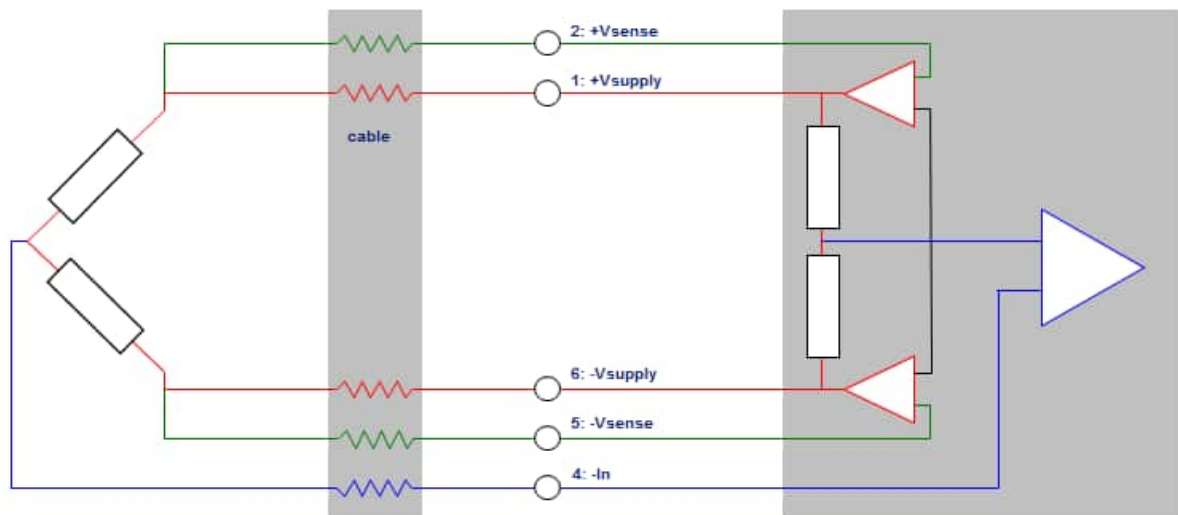 2: +Vsense
1: +Vsupply
cable
6: -Vsupply
5: -Vsense
4: -In